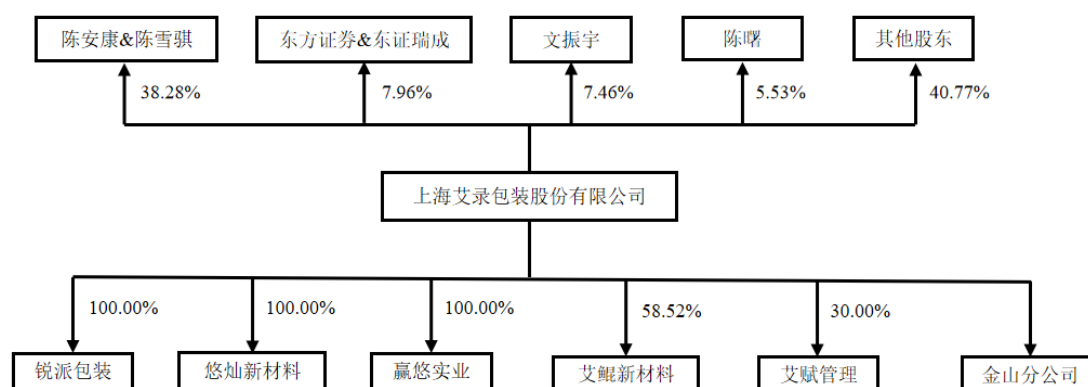 陈安康&陈雪骐
东方证券&东证瑞成
文振宇
陈曙
其他股东
38.28%
7.96%
7.46%
5.53%
40.77%
上海艾录包装股份有限公司
100.00%
100.00%
100.00%
58.52%
30.00%
锐派包装
悠灿新材料
赢悠实业
艾鲲新材料
艾赋管理
金山分公司